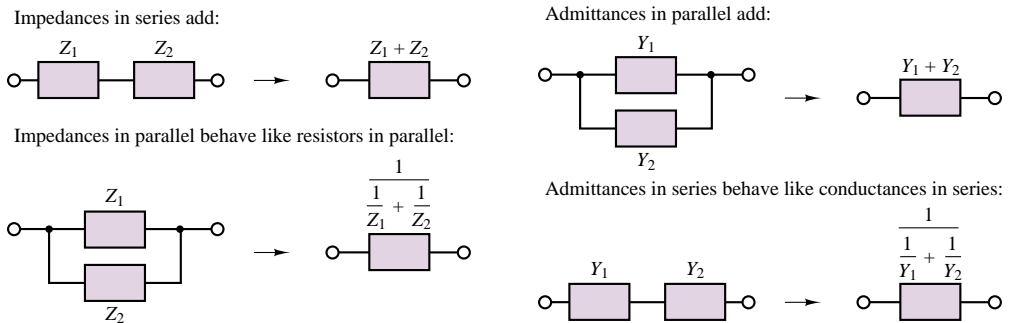 Impedances in series add:
Z1 Z2 Z1 + Z2
Impedances in parallel behave like resistors in parallel:
Z1
Z2
1
1 1
+
Z1 Z2
Admittances in parallel add:
Y1
Y2
Y1 + Y2
Admittances in series behave like conductances in series:
Y1 Y2
1
1 1
+
Y1 Y2